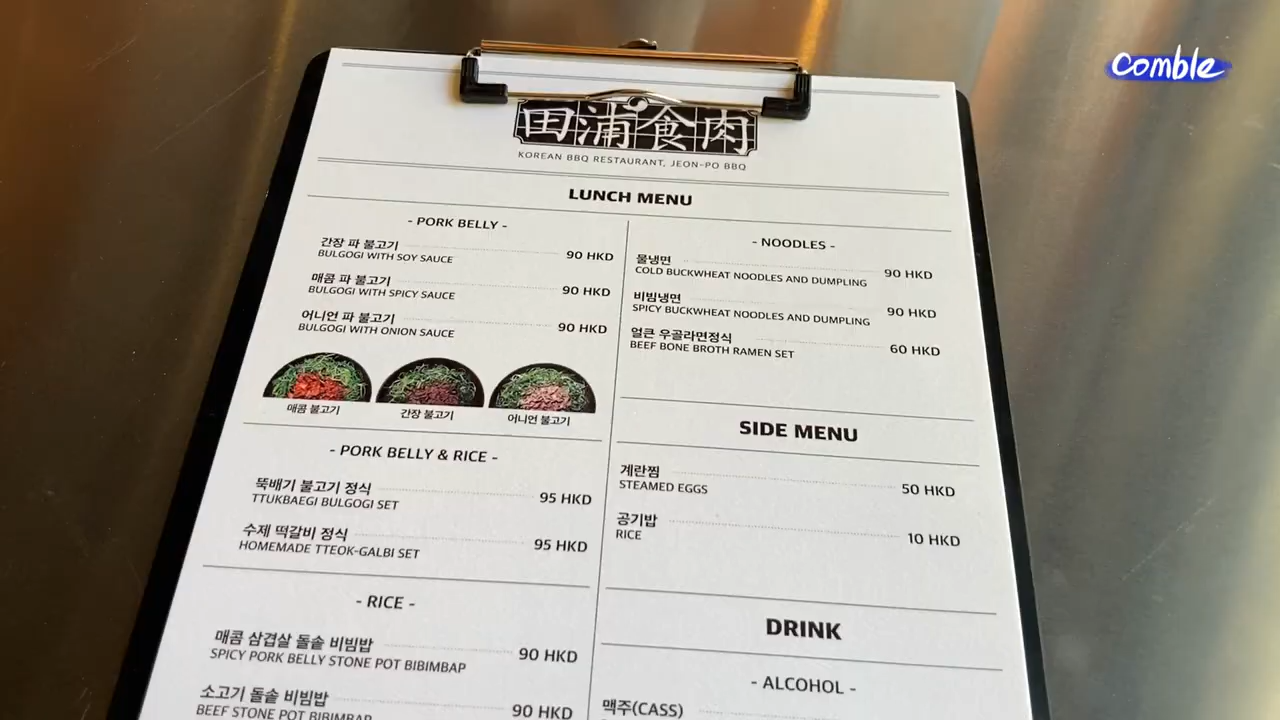 comble
田浦食肉
KOREAN BBQ RESTAURANT, JEON-PO BBQ
LUNCH MENU
- PORK BELLY -
간장 파 불고기 90 HKD
BULGOGI WITH SOY SAUCE
매콤 파 불고기 90 HKD
BULGOGI WITH SPICY SAUCE
어니언 파 불고기 90 HKD
BULGOGI WITH ONION SAUCE
매콤 불고기 간장 불고기 어니언 불고기
- PORK BELLY & RICE -
뚝배기 불고기 정식 95 HKD
TTUKBAEGI BULGOGI SET
수제 떡갈비 정식 95 HKD
HOMEMADE TTEOK-GALBI SET
- RICE -
매콤 삼겹살 돌솥 비빔밥 90 HKD
SPICY PORK BELLY STONE POT BIBIMBAP
소고기 돌솥 비빔밥 90 HKD
BEEF STONE POT BIBIMBAP
- NOODLES -
물냉면 90 HKD
COLD BUCKWHEAT NOODLES AND DUMPLING
비빔냉면 90 HKD
SPICY BUCKWHEAT NOODLES AND DUMPLING
얼큰 우골라면정식 60 HKD
BEEF BONE BROTH RAMEN SET
SIDE MENU
계란찜 50 HKD
STEAMED EGGS
공기밥 10 HKD
RICE
DRINK
- ALCOHOL -
맥주(CASS)